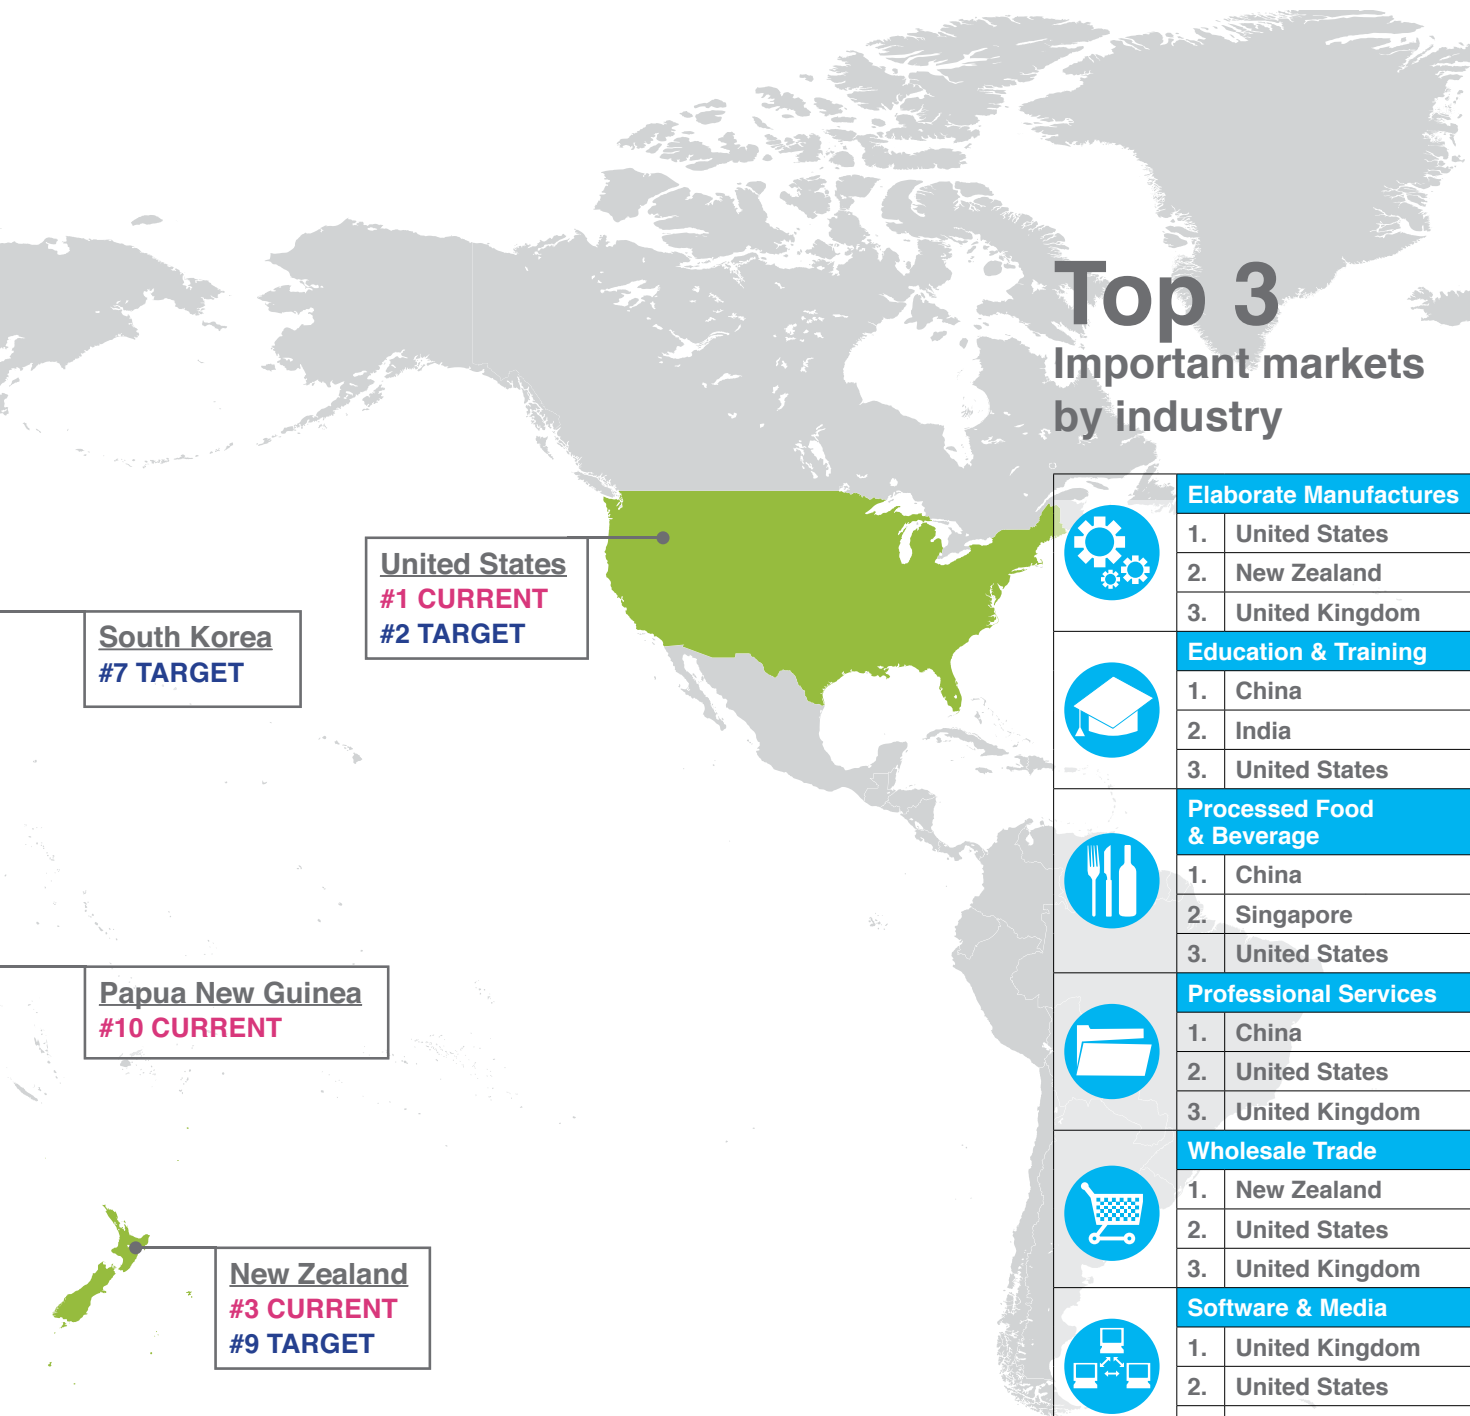 Top 3
Important markets
by industry
United States
#1 CURRENT
#2 TARGET
South Korea
#7 TARGET
Papua New Guinea
#10 CURRENT
New Zealand
#3 CURRENT
#9 TARGET
Elaborate Manufactures
1. United States
2. New Zealand
3. United Kingdom
Education & Training
1. China
2. India
3. United States
Processed Food
& Beverage
1. China
2. Singapore
3. United States
Professional Services
1. China
2. United States
3. United Kingdom
Wholesale Trade
1. New Zealand
2. United States
3. United Kingdom
Software & Media
1. United Kingdom
2. United States